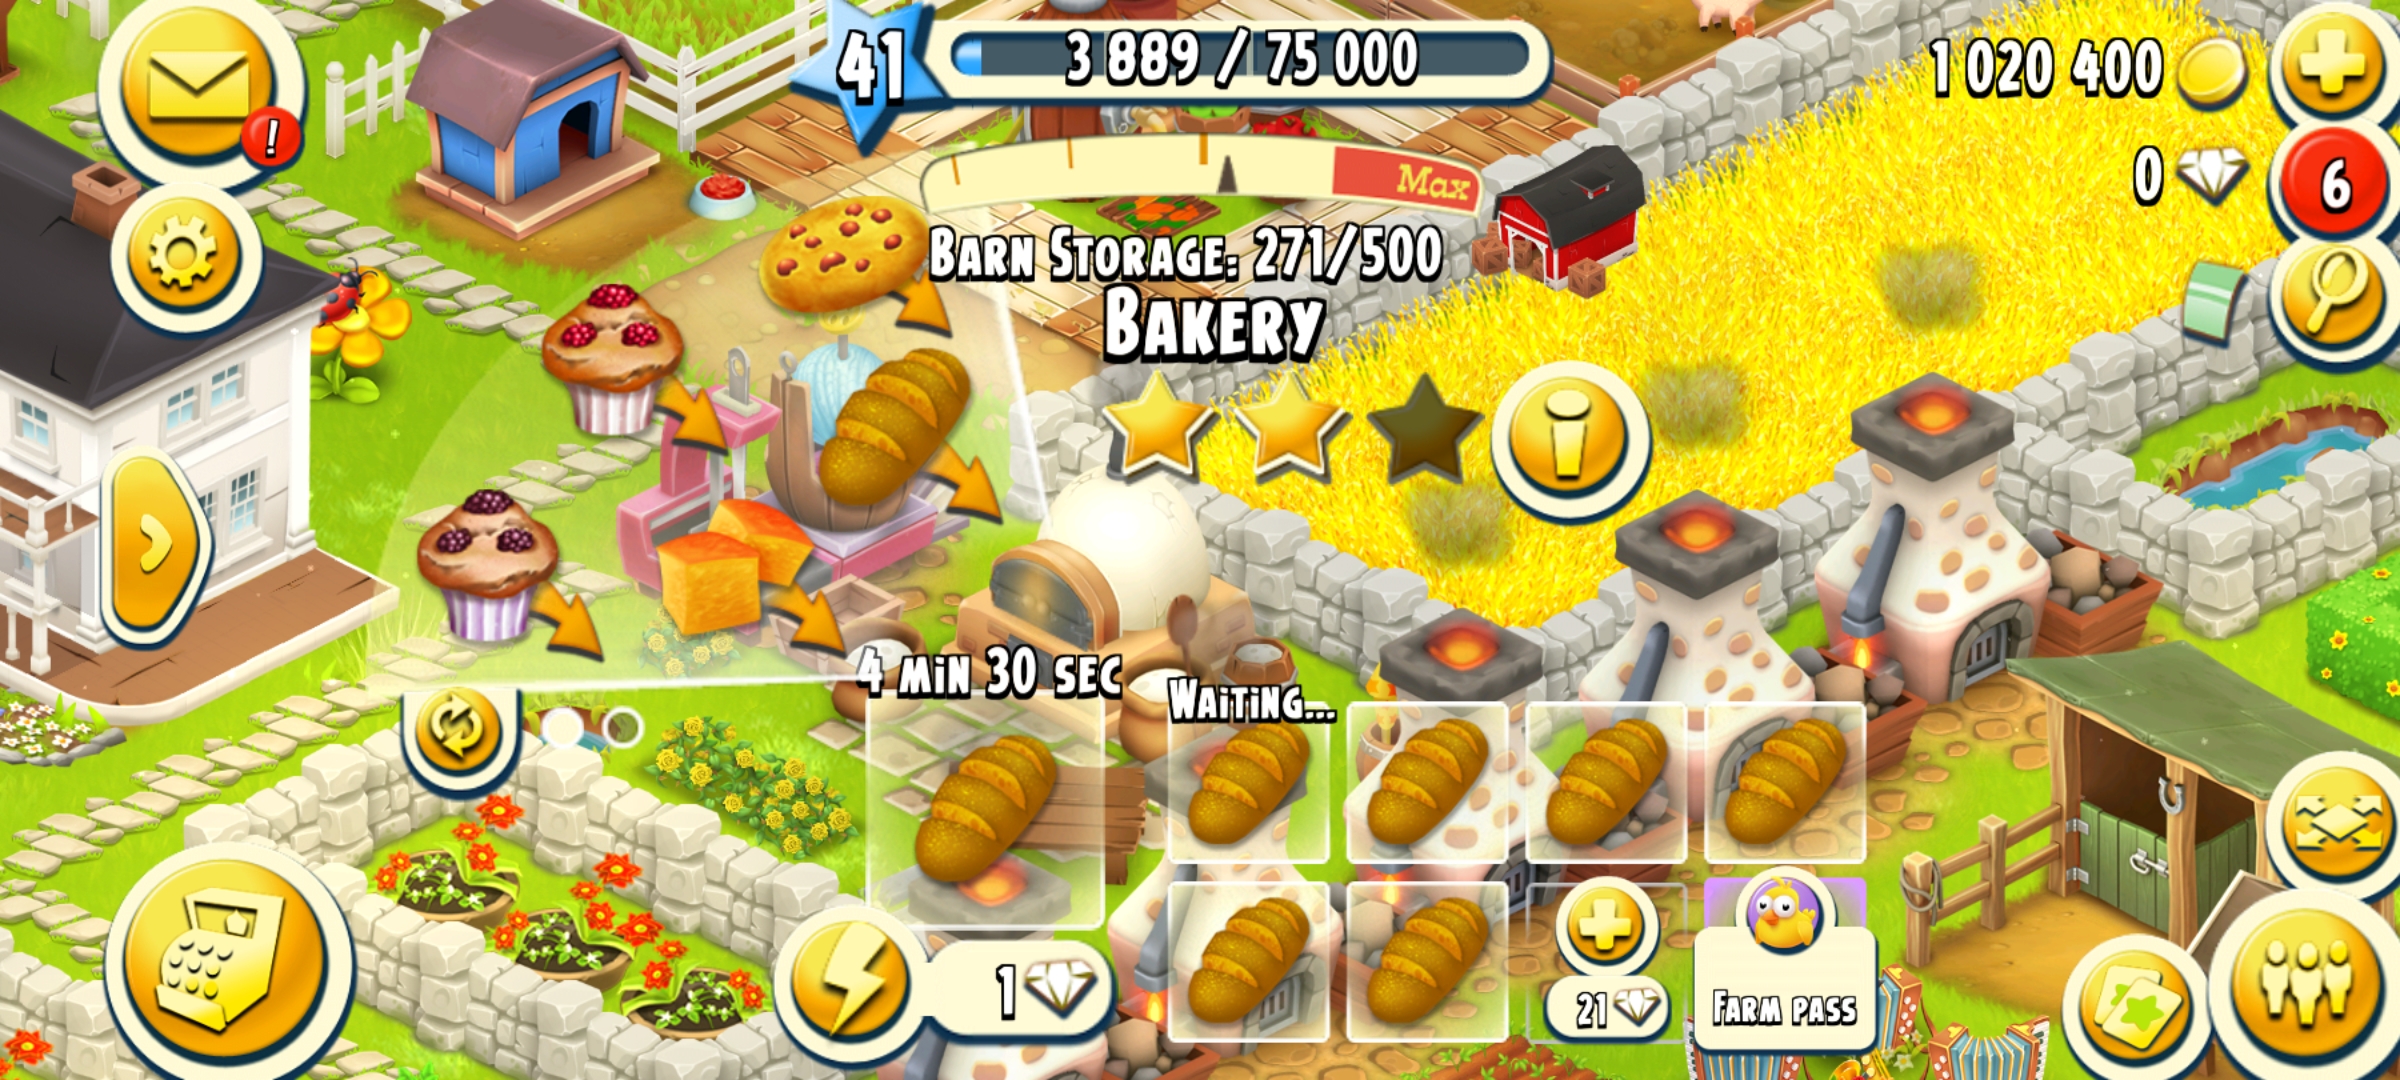 41
3 889 / 75 000
1 020 400
!
Max
0
6
Barn Storage: 271/500
Bakery
4 min 30 sec
Waiting...
1
21
Farm pass